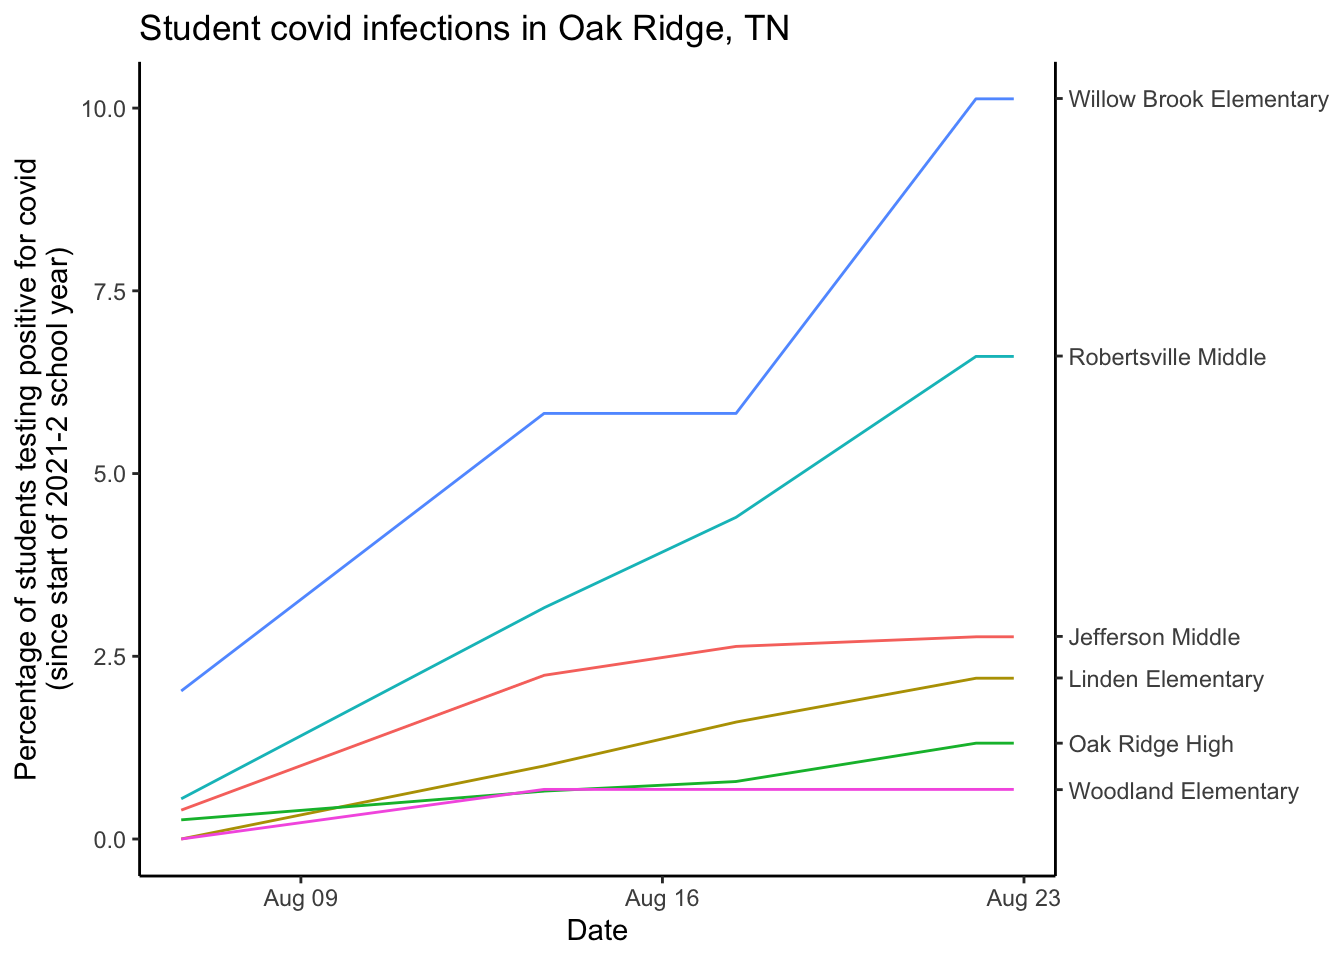 Student covid infections in Oak Ridge, TN
Percentage of students testing positive for covid
(since start of 2021-2 school year)
10.0
7.5
5.0
2.5
0.0
Willow Brook Elementary
Robertsville Middle
Jefferson Middle
Linden Elementary
Oak Ridge High
Woodland Elementary
Aug 09
Aug 16
Aug 23
Date